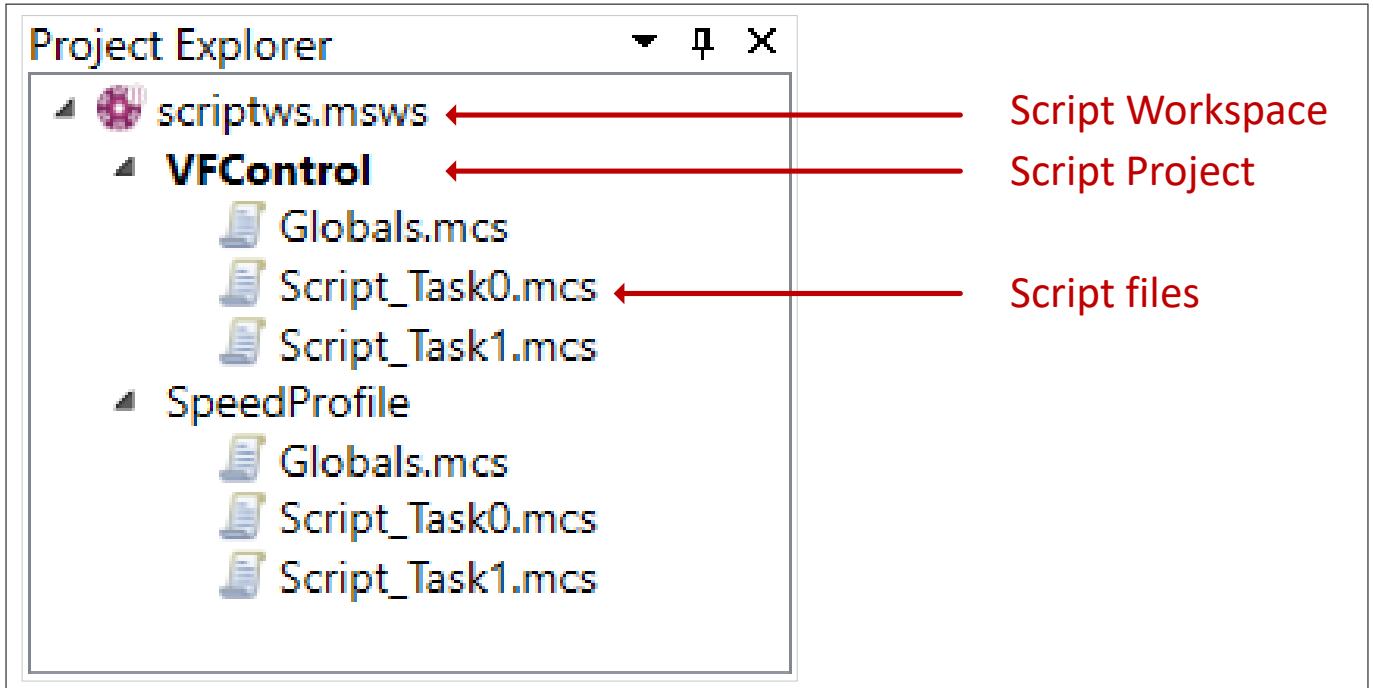 Project Explorer
scriptws.msws
Script Workspace
VFControl
Script Project
Globals.mcs
Script_Task0.mcs
Script files
Script_Task1.mcs
SpeedProfile
Globals.mcs
Script_Task0.mcs
Script_Task1.mcs